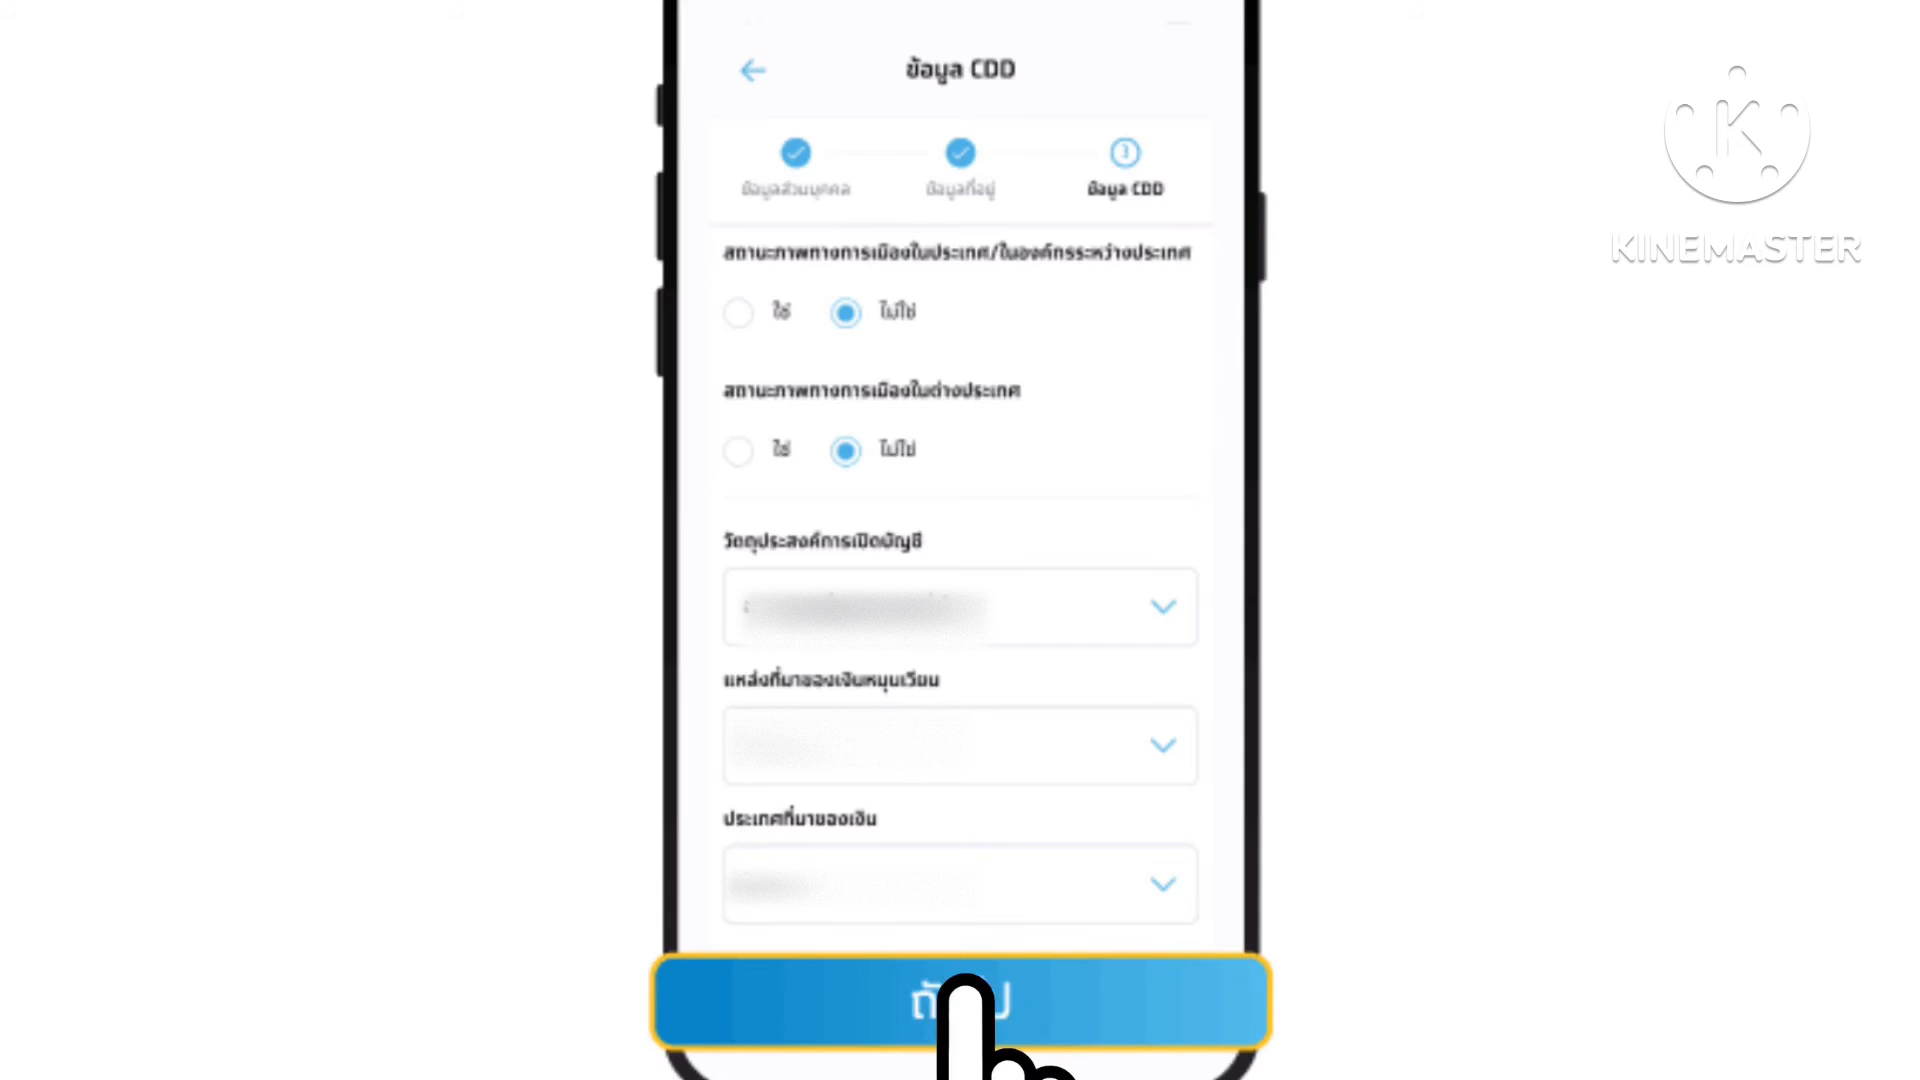 ข้อมูล CDD
3
ข้อมูลส่วนบุคคล ข้อมูลที่อยู่ ข้อมูล CDD
สถานะภาพทางการเมืองในประเทศ/ในองค์กรระหว่างประเทศ
ใช่ ไม่ใช่
สถานะภาพทางการเมืองในต่างประเทศ
ใช่ ไม่ใช่
วัตถุประสงค์การเปิดบัญชี
แหล่งที่มาของเงินหมุนเวียน
ประเทศที่มาของเงิน
K
KINEMASTER